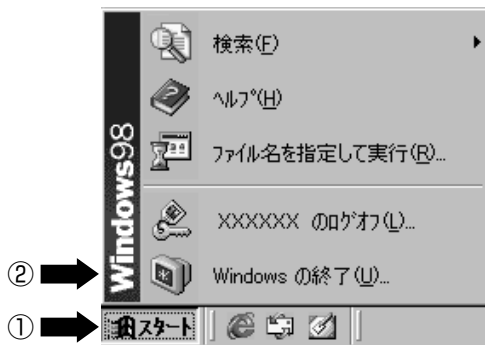 検索(F)
ヘルプ(H)
ファイル名を指定して実行(R)...
XXXXXX のログオフ(L)...
② Windows の終了(U)...
① スタート
Windows98